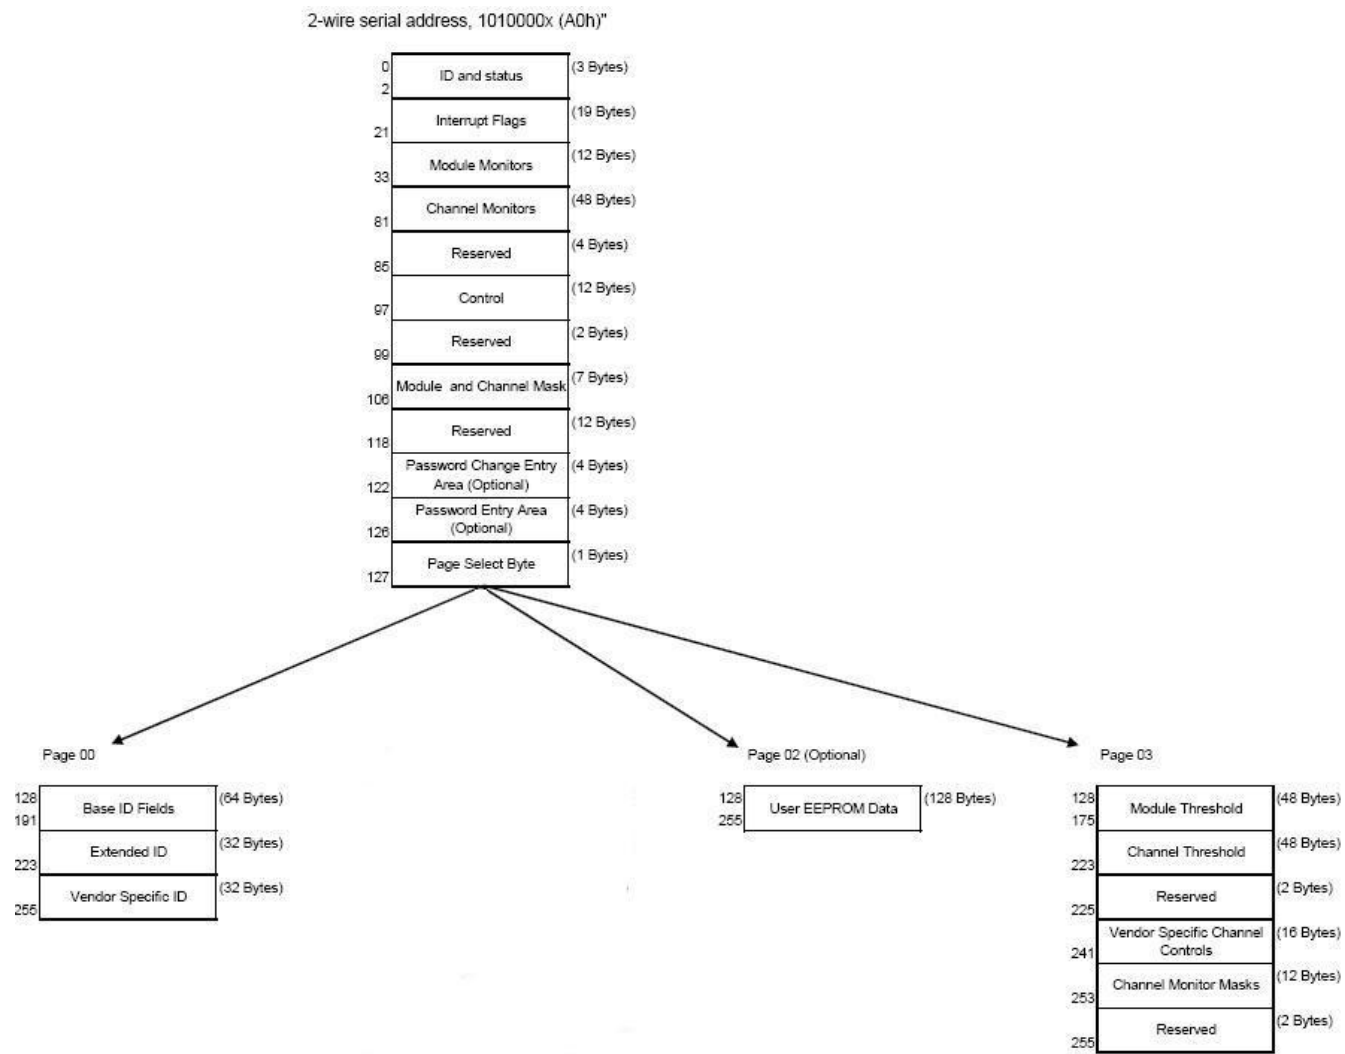 2-wire serial address, 1010000x (A0h)"
0
ID and status
(3 Bytes)
2
Interrupt Flags
(19 Bytes)
21
Module Monitors
(12 Bytes)
33
Channel Monitors
(48 Bytes)
81
Reserved
(4 Bytes)
85
Control
(12 Bytes)
97
Reserved
(2 Bytes)
99
Module and Channel Mask
(7 Bytes)
106
Reserved
(12 Bytes)
118
Password Change Entry
Area (Optional)
(4 Bytes)
122
Password Entry Area
(Optional)
(4 Bytes)
126
Page Select Byte
(1 Bytes)
127
Page 00
128
Base ID Fields
(64 Bytes)
191
Extended ID
(32 Bytes)
223
Vendor Specific ID
(32 Bytes)
255
Page 02 (Optional)
128
User EEPROM Data
(128 Bytes)
255
Page 03
128
Module Threshold
(48 Bytes)
175
Channel Threshold
(48 Bytes)
223
Reserved
(2 Bytes)
225
Vendor Specific Channel
Controls
(16 Bytes)
241
Channel Monitor Masks
(12 Bytes)
253
Reserved
(2 Bytes)
255